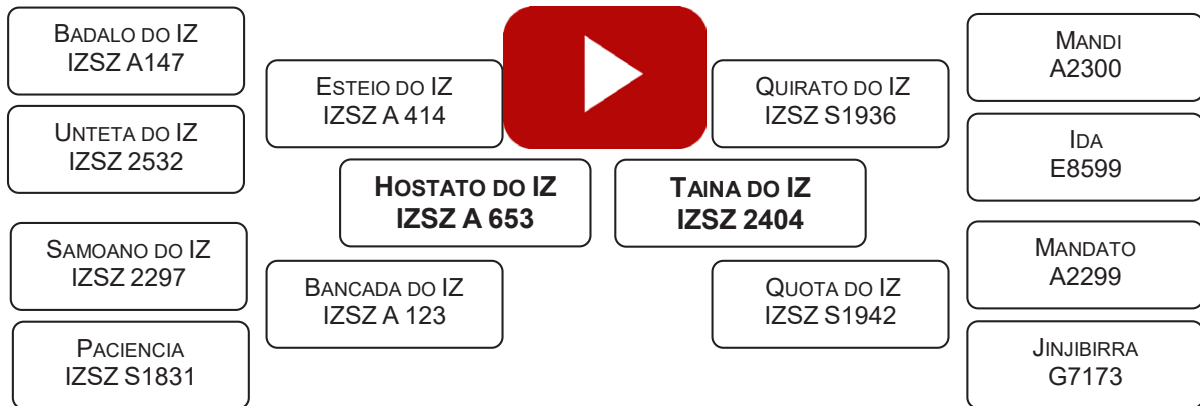 BADALO DO IZ
IZSZ A147
UNTETA DO IZ
IZSZ 2532
SAMOANO DO IZ
IZSZ 2297
PACIENCIA
IZSZ S1831
ESTEIO DO IZ
IZSZ A 414
BANCADA DO IZ
IZSZ A 123
HOSTATO DO IZ
IZSZ A 653
TAINA DO IZ
IZSZ 2404
QUIRATO DO IZ
IZSZ S1936
QUOTA DO IZ
IZSZ S1942
MANDI
A2300
IDA
E8599
MANDATO
A2299
JINJIBIRRA
G7173